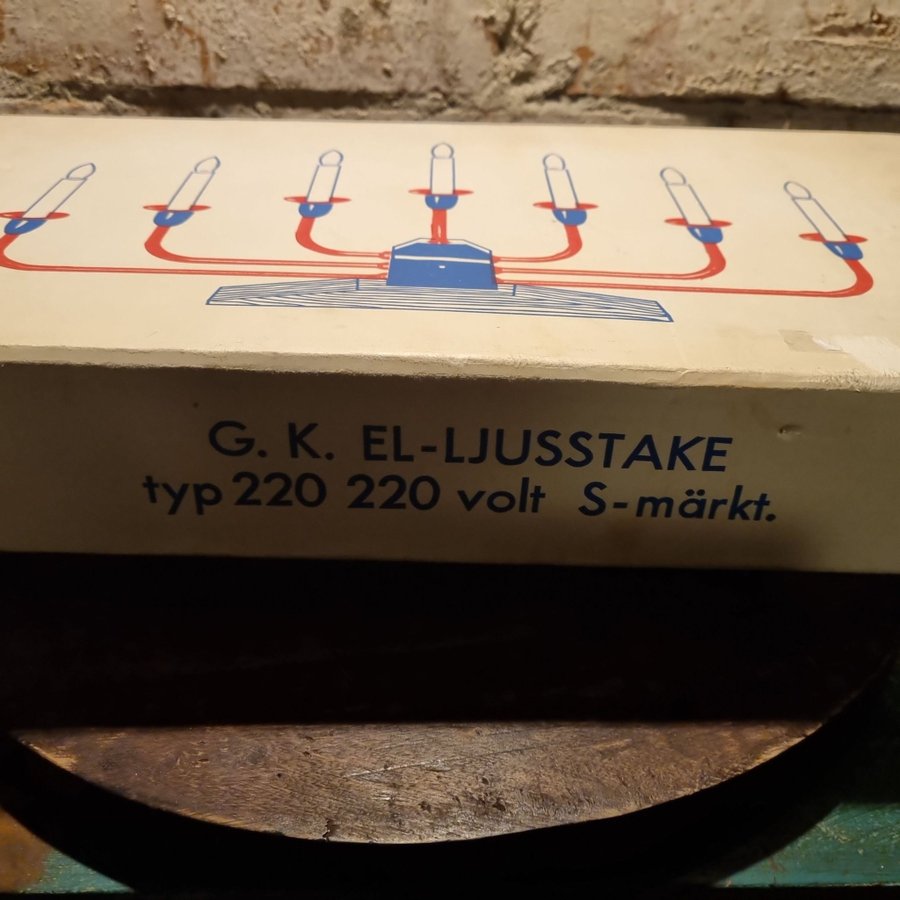 G. K. EL-LJUSSTAKE
typ 220 220 volt S-märkt.